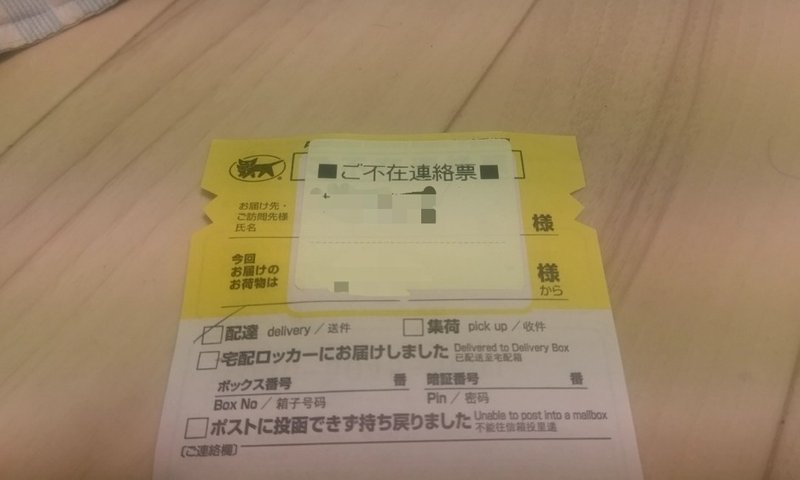 ■ご不在連絡票■
お届け先・
ご訪問先様
氏名
様
今回
お届けの
お荷物は
様
から
配達 delivery / 送件
集荷 pick up / 收件
宅配ロッカーにお届けしました Delivered to Delivery Box
已配送至宅配箱
ボックス番号 番 暗証番号 番
Box No / 箱子号码 Pin / 密码
ポストに投函できず持ち戻りました Unable to post into a mailbox
不能往信箱投里递
[ご連絡欄]